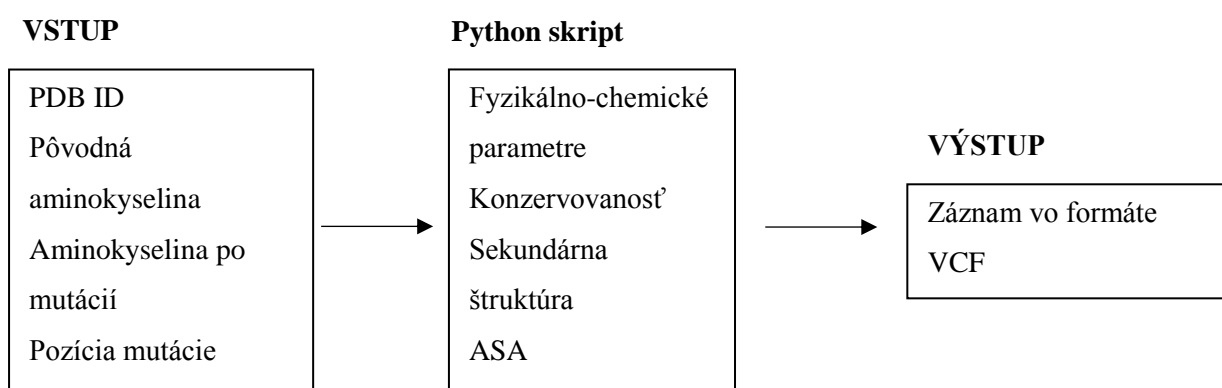 VSTUP
PDB ID
Pôvodná
aminokyselina
Aminokyselina po
mutácií
Pozícia mutácie
Python skript
Fyzikálno-chemické
parametre
Konzervovanosť
Sekundárna
štruktúra
ASA
VÝSTUP
Záznam vo formáte
VCF